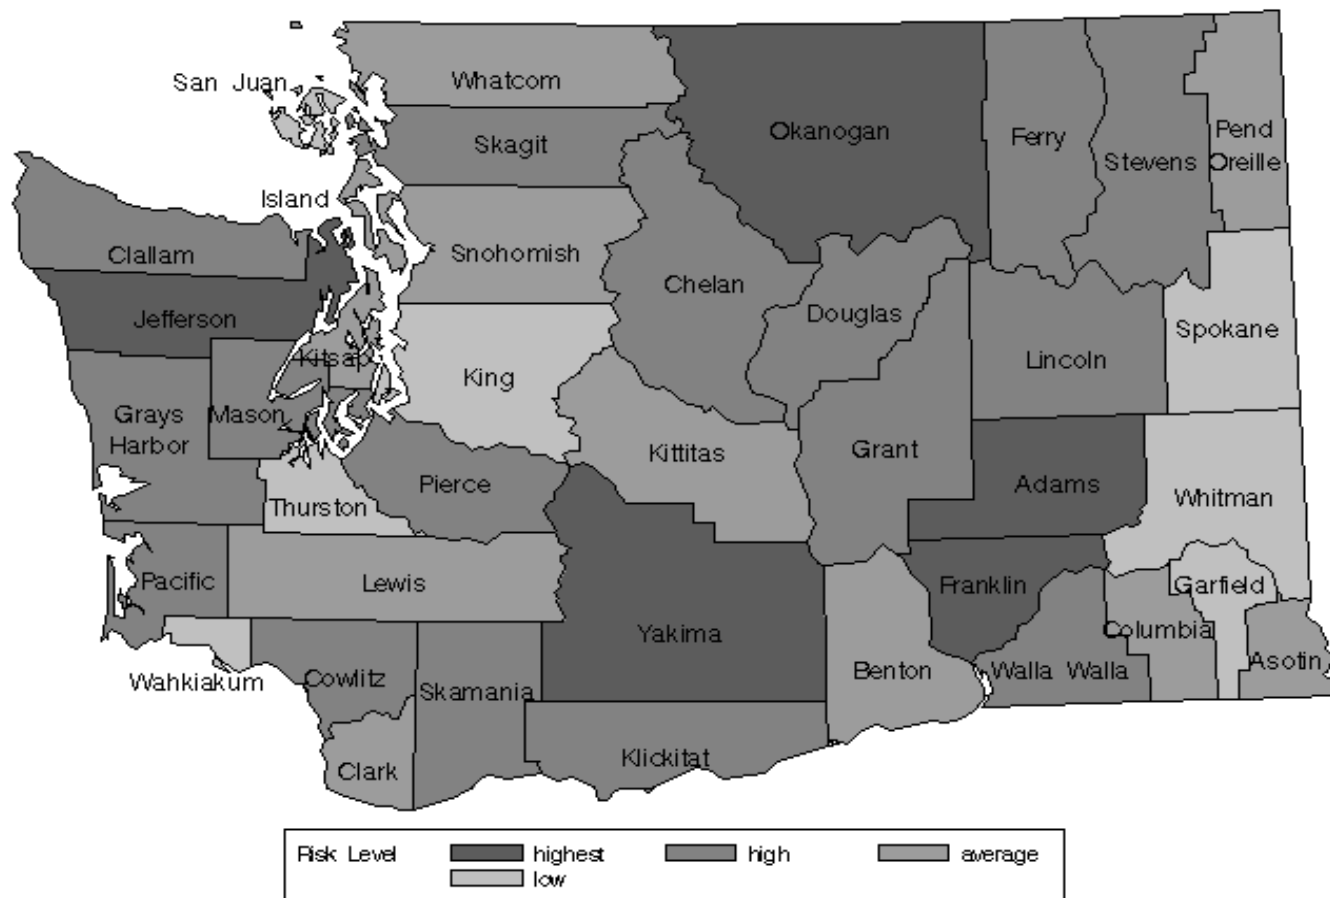 Whatcom
San Juan
Okanogan
Pend
Oreille
Ferry
Skagit
Stevens
Island
Snohomish
Clallam
Chelan
Douglas
Jefferson
Spokane
Kitsap
Lincoln
King
Grays
Harbor
Mason
Kittitas
Grant
Pierce
Adams
Whitman
Thurston
Pacific
Lewis
Franklin
Garfield
Yakima
Columbia
Wahkiakum
Cowlitz
Skamania
Benton
Walla Walla
Asotin
Klickitat
Clark
Risk Level highest high average
low